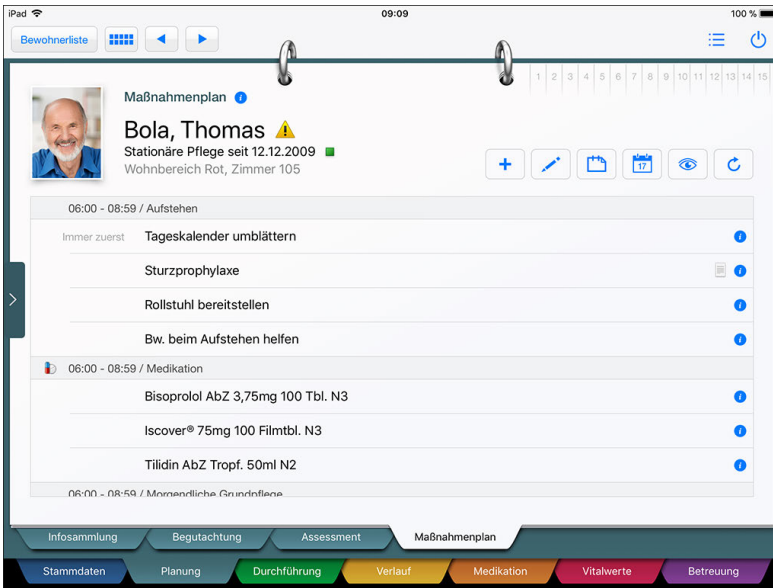 iPad 09:09 100 %
Bewohnerliste
1 2 3 4 5 6 7 8 9 10 11 12 13 14 15
Maßnahmenplan
Bola, Thomas
Stationäre Pflege seit 12.12.2009
Wohnbereich Rot, Zimmer 105
17
06:00 - 08:59 / Aufstehen
Immer zuerst Tageskalender umblättern
Sturzprophylaxe
Rollstuhl bereitstellen
Bw. beim Aufstehen helfen
06:00 - 08:59 / Medikation
Bisoprolol AbZ 3,75mg 100 Tbl. N3
Iscover® 75mg 100 Filmtbl. N3
Tilidin AbZ Tropf. 50ml N2
06:00 - 08:59 / Morgendliche Grundpflege
Infosammlung Begutachtung Assessment Maßnahmenplan
Stammdaten Planung Durchführung Verlauf Medikation Vitalwerte Betreuung